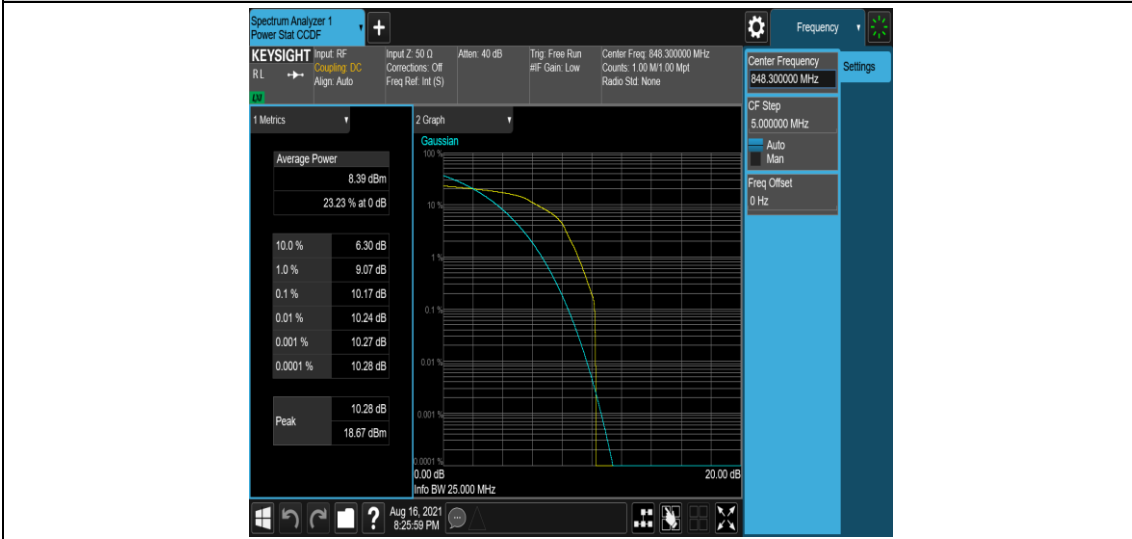 Spectrum Analyzer 1
Power Stat CCDF
+
Frequency
KEYSIGHT
RL
LNI
Input: RF
Coupling: DC
Align: Auto
Input Z: 50 Ω
Corrections: Off
Freq Ref: Int (S)
Atten: 40 dB
Trig: Free Run
#IF Gain: Low
Center Freq: 848.300000 MHz
Counts: 1.00 M/1.00 Mpt
Radio Std: None
Center Frequency
848.300000 MHz
Settings
CF Step
5.000000 MHz
Auto
Man
Freq Offset
0 Hz
1 Metrics
Average Power
8.39 dBm
23.23 % at 0 dB
10.0 % 6.30 dB
1.0 % 9.07 dB
0.1 % 10.17 dB
0.01 % 10.24 dB
0.001 % 10.27 dB
0.0001 % 10.28 dB
Peak
10.28 dB
18.67 dBm
2 Graph
Gaussian
100 %
10 %
1 %
0.1 %
0.01 %
0.001 %
0.0001 %
0.00 dB 20.00 dB
Info BW 25.000 MHz
?
Aug 16, 2021
8:25:59 PM